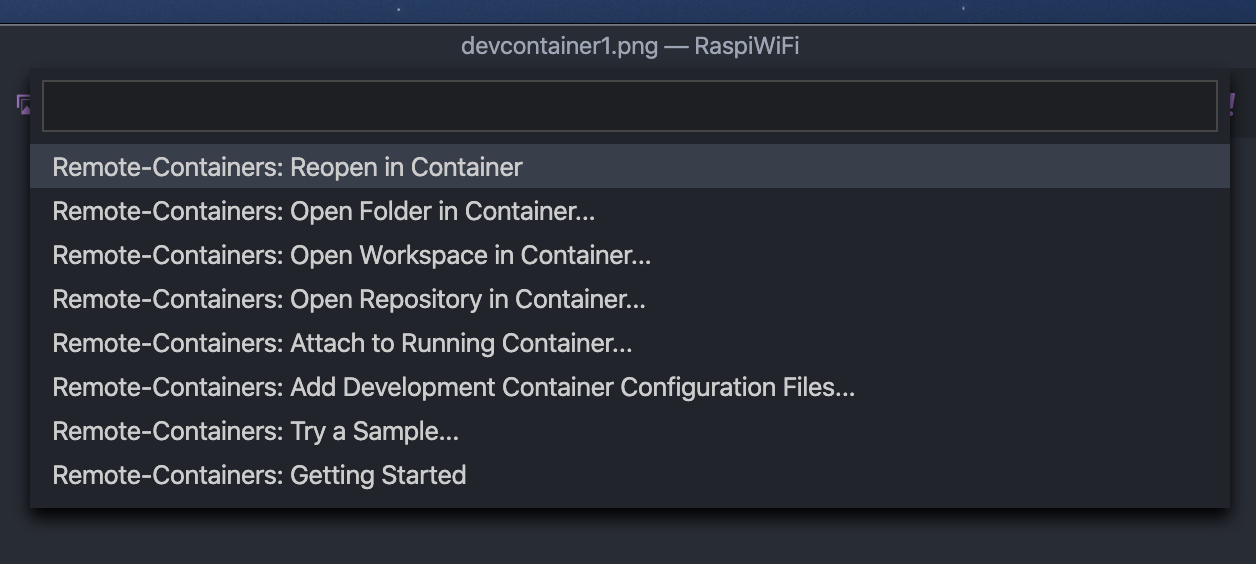 devcontainer1.png — RaspiWiFi
Remote-Containers: Reopen in Container
Remote-Containers: Open Folder in Container...
Remote-Containers: Open Workspace in Container...
Remote-Containers: Open Repository in Container...
Remote-Containers: Attach to Running Container...
Remote-Containers: Add Development Container Configuration Files...
Remote-Containers: Try a Sample...
Remote-Containers: Getting Started